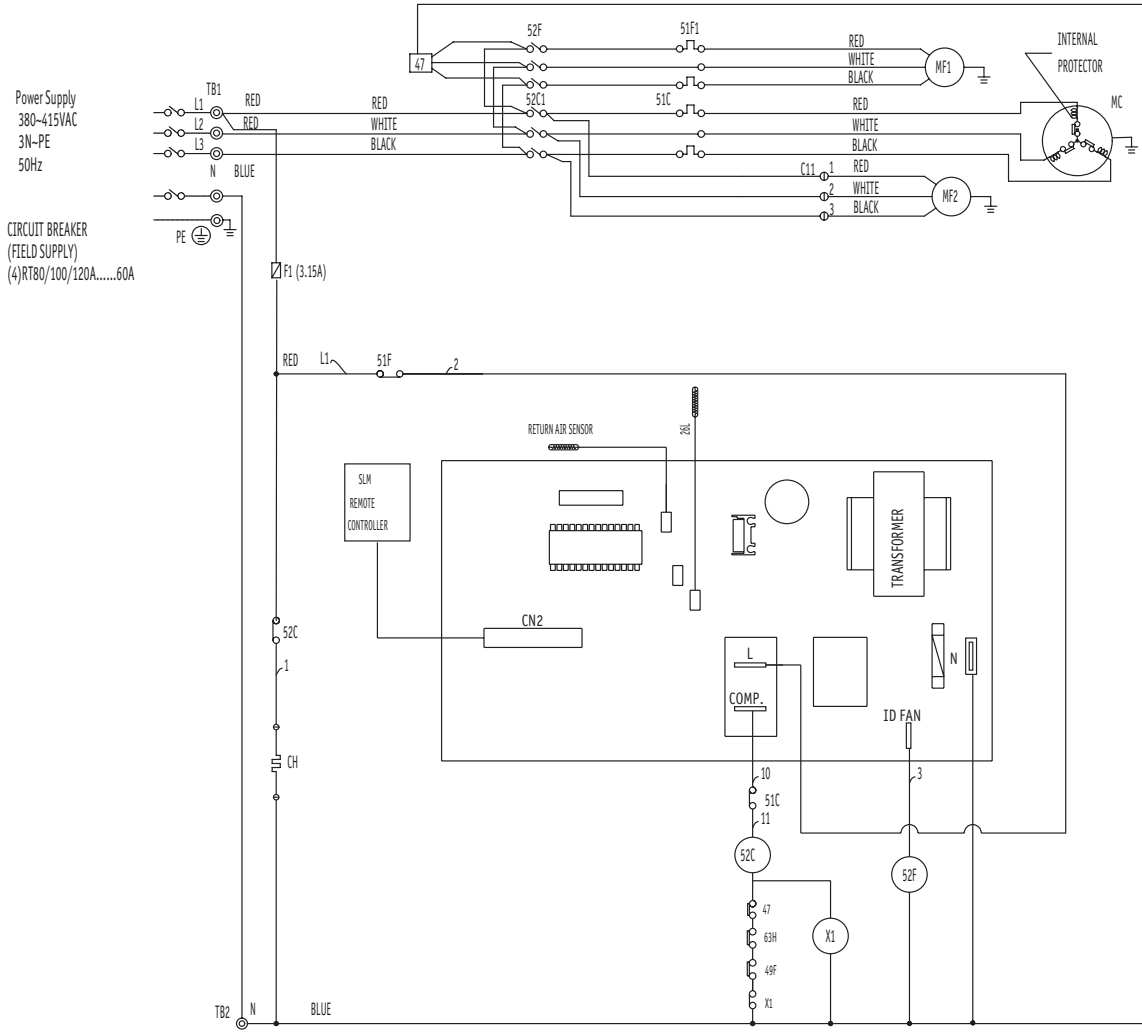 52F
51F1
RED
INTERNAL
PROTECTOR
47
WHITE
MF1
BLACK
Power Supply
380~415VAC
3N~PE
50Hz
TB1
L1
RED
RED
52C1
51C
RED
MC
L2
RED
WHITE
WHITE
L3
BLACK
BLACK
N
BLUE
C11
1
RED
2
WHITE
MF2
3
BLACK
PE
CIRCUIT BREAKER
(FIELD SUPPLY)
(4)RT80/100/120A......60A
F1 (3.15A)
RED
L1
51F
2
RETURN AIR SENSOR
26L
SLM
REMOTE
CONTROLLER
TRANSFORMER
CN2
52C
L
N
1
COMP.
ID FAN
CH
10
3
51C
11
52C
52F
47
63H
X1
49F
X1
TB2
N
BLUE